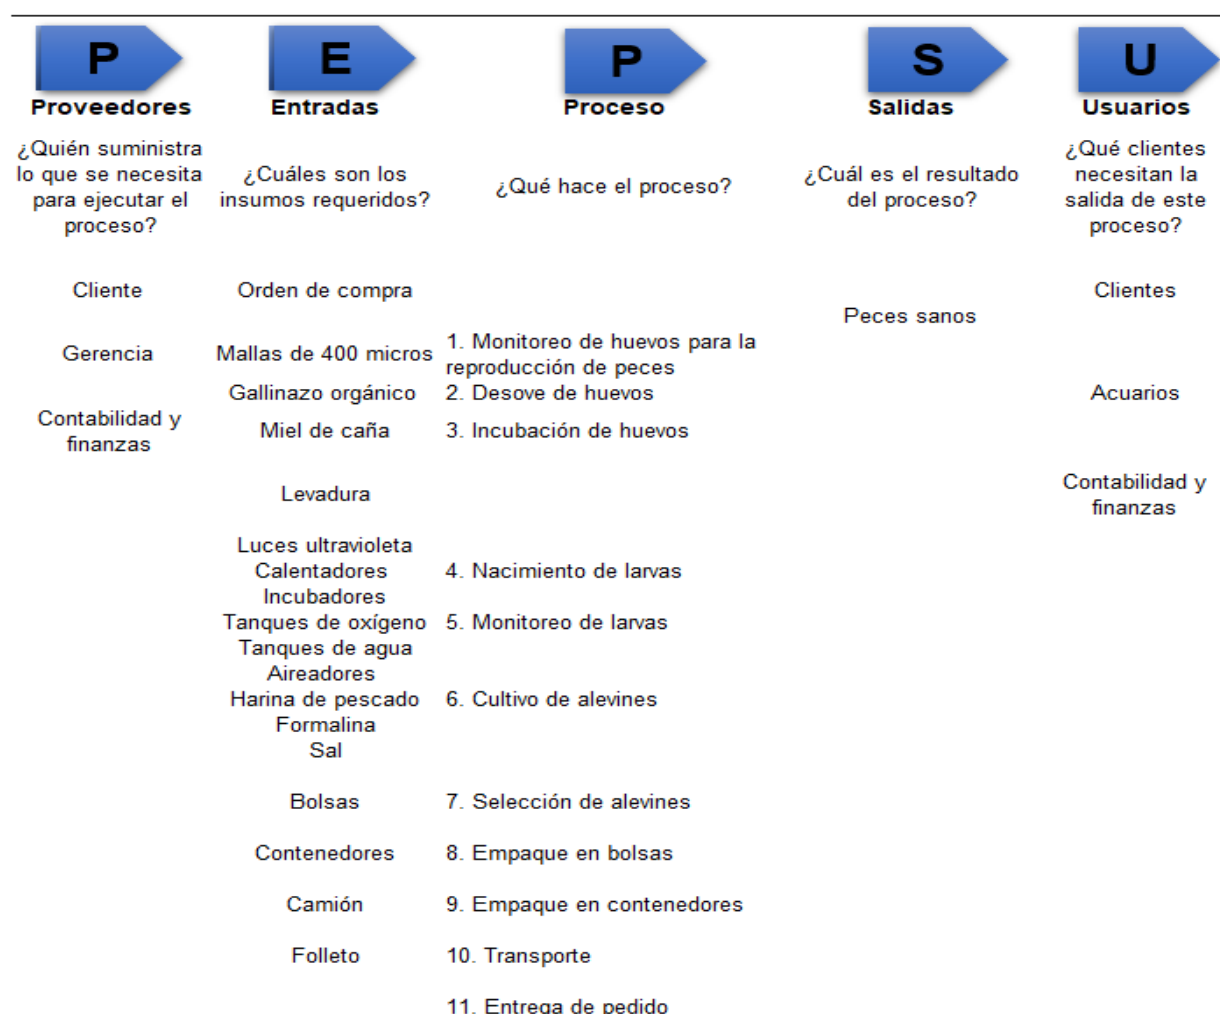 P
E
P
S
U
Proveedores
Entradas
Proceso
Salidas
Usuarios
¿Quién suministra
lo que se necesita
para ejecutar el
proceso?
¿Cuáles son los
insumos requeridos?
¿Qué hace el proceso?
¿Cuál es el resultado
del proceso?
¿Qué clientes
necesitan la
salida de este
proceso?
Cliente
Gerencia
Contabilidad y
finanzas
Orden de compra
Mallas de 400 micros
Gallinazo orgánico
Miel de caña
Levadura
Luces ultravioleta
Calentadores
Incubadores
Tanques de oxígeno
Tanques de agua
Aireadores
Harina de pescado
Formalina
Sal
Bolsas
Contenedores
Camión
Folleto
1. Monitoreo de huevos para la
reproducción de peces
2. Desove de huevos
3. Incubación de huevos
4. Nacimiento de larvas
5. Monitoreo de larvas
6. Cultivo de alevines
7. Selección de alevines
8. Empaque en bolsas
9. Empaque en contenedores
10. Transporte
11. Entrega de pedido
Peces sanos
Clientes
Acuarios
Contabilidad y
finanzas